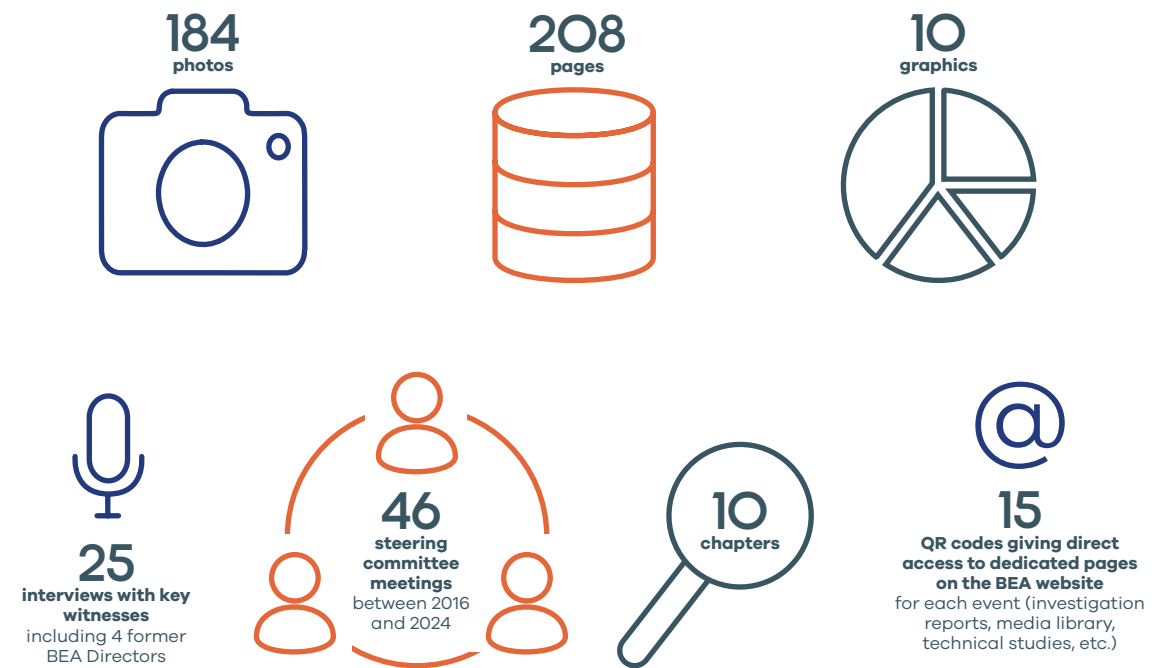 184
photos
208
pages
10
graphics
25
interviews with key
witnesses
including 4 former
BEA Directors
46
steering
committee
meetings
between 2016
and 2024
10
chapters
@
15
QR codes giving direct
access to dedicated pages
on the BEA website
for each event (investigation
reports, media library,
technical studies, etc.)